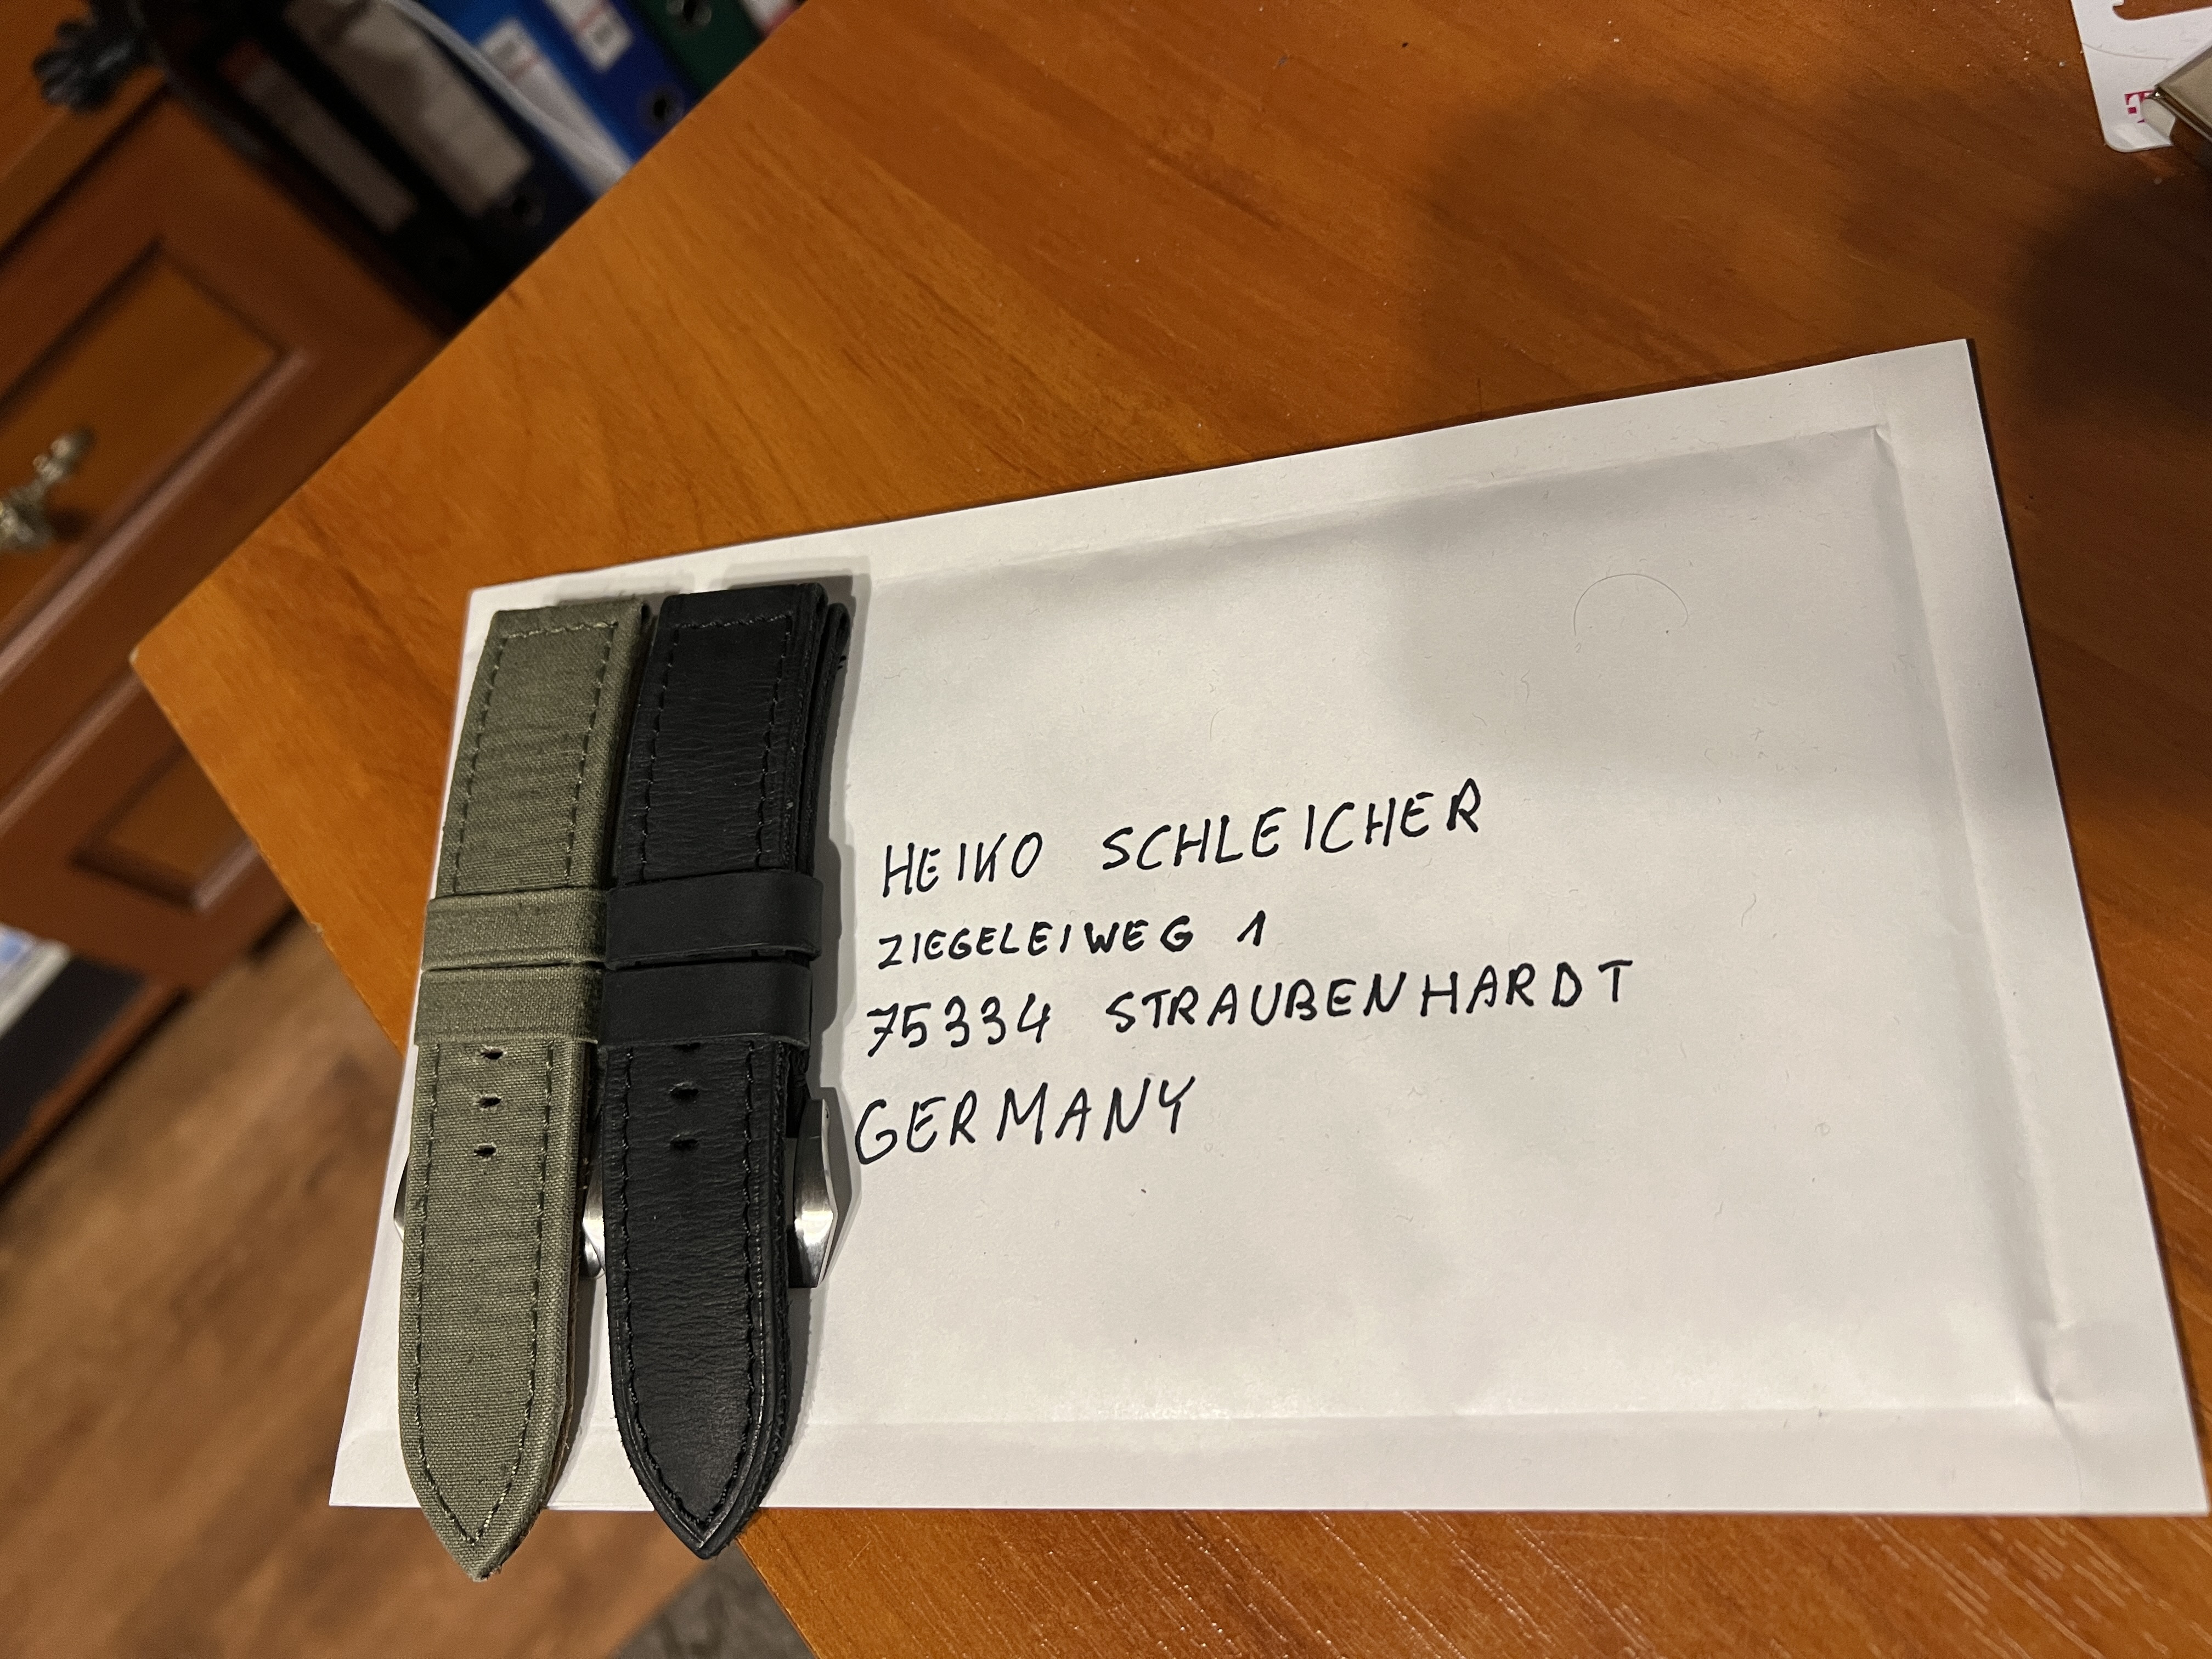 HEIKO SCHLEICHER
ZIEGELEIWEG 1
75334 STRAUBENHARDT
GERMANY